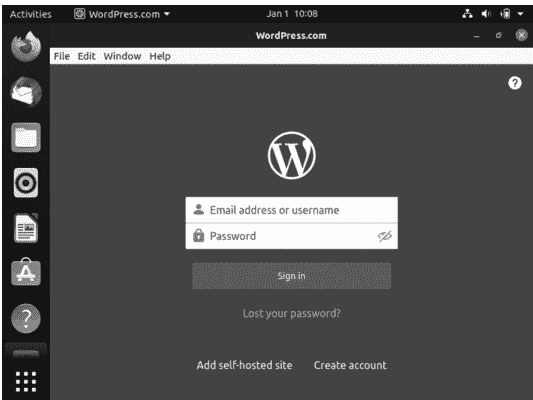 Activities WordPress.com Jan 1 10:08
WordPress.com
File Edit Window Help
?
W
Email address or username
Password
Sign in
Lost your password?
Add self-hosted site Create account
A
?